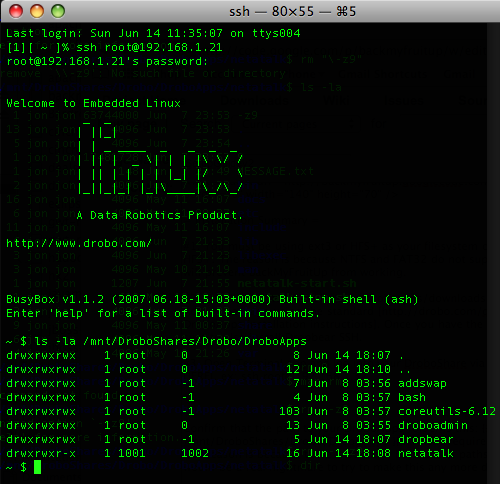 ssh — 80×55 — ⌘5
Last login: Sun Jun 14 11:35:07 on ttys004
[1][ ~ ]% ssh root@192.168.1.21
root@192.168.1.21's password:
Welcome to Embedded Linux
A Data Robotics Product.
http://www.drobo.com/
BusyBox v1.1.2 (2007.06.18-15:03+0000) Built-in shell (ash)
Enter 'help' for a list of built-in commands.
~ $ ls -la /mnt/DroboShares/Drobo/DroboApps
drwxrwxrwx    1 root     0               8 Jun 14 18:07 .
drwxrwxrwx    1 root     0              12 Jun 14 18:10 ..
drwxrwxrwx    1 root     -1              7 Jun  8 03:56 addswap
drwxrwxrwx    1 root     -1              4 Jun  8 03:57 bash
drwxrwxrwx    1 root     -1            103 Jun  8 03:57 coreutils-6.12
drwxrwxrwx    1 root     0              13 Jun  8 03:55 droboadmin
drwxrwxrwx    1 root     -1              5 Jun 14 18:07 dropbear
drwxrwxr-x    1 1001     1002           16 Jun 14 18:08 netatalk
~ $